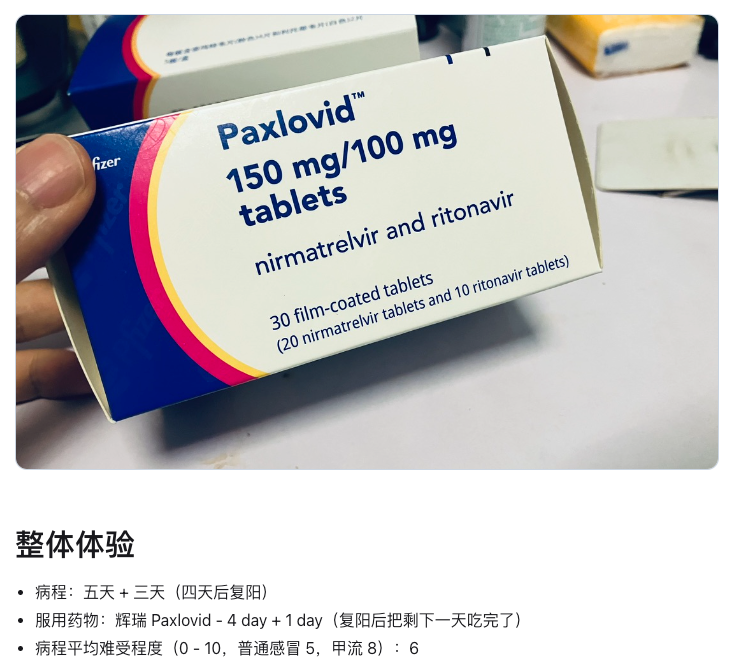 fizer
Paxlovid™
150 mg/100 mg
tablets
nirmatrelvir and ritonavir
30 film-coated tablets
(20 nirmatrelvir tablets and 10 ritonavir tablets)
整体体验
• 病程：五天 + 三天（四天后复阳）
• 服用药物：辉瑞 Paxlovid - 4 day + 1 day（复阳后把剩下一天吃完了）
• 病程平均难受程度（0 - 10，普通感冒 5，甲流 8）：6